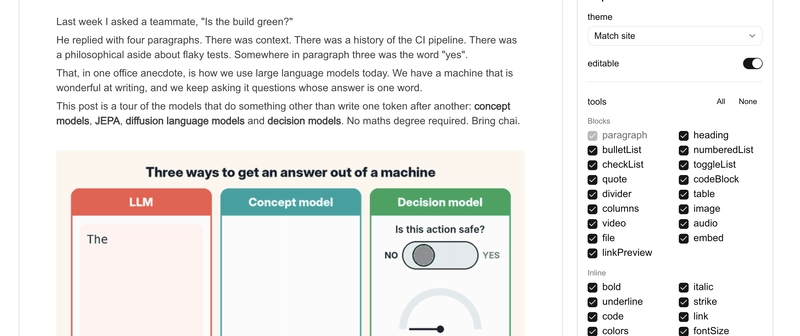 Last week I asked a teammate, "Is the build green?"
He replied with four paragraphs. There was context. There was a history of the CI pipeline. There was
a philosophical aside about flaky tests. Somewhere in paragraph three was the word "yes".
That, in one office anecdote, is how we use large language models today. We have a machine that is
wonderful at writing, and we keep asking it questions whose answer is one word.
This post is a tour of the models that do something other than write one token after another: concept
models, JEPA, diffusion language models and decision models. No maths degree required. Bring chai.
Three ways to get an answer out of a machine
LLM
The
Concept model
Decision model
Is this action safe?
NO YES
theme
Match site
editable
tools All None
Blocks
paragraph heading
bulletList numberedList
checkList toggleList
quote codeBlock
divider table
columns image
video audio
file embed
linkPreview
Inline
bold italic
underline strike
code link
colors fontSize